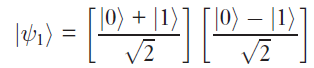 |ψ₁⟩ = [ |0⟩ + |1⟩ / √2 ] [ |0⟩ − |1⟩ / √2 ]